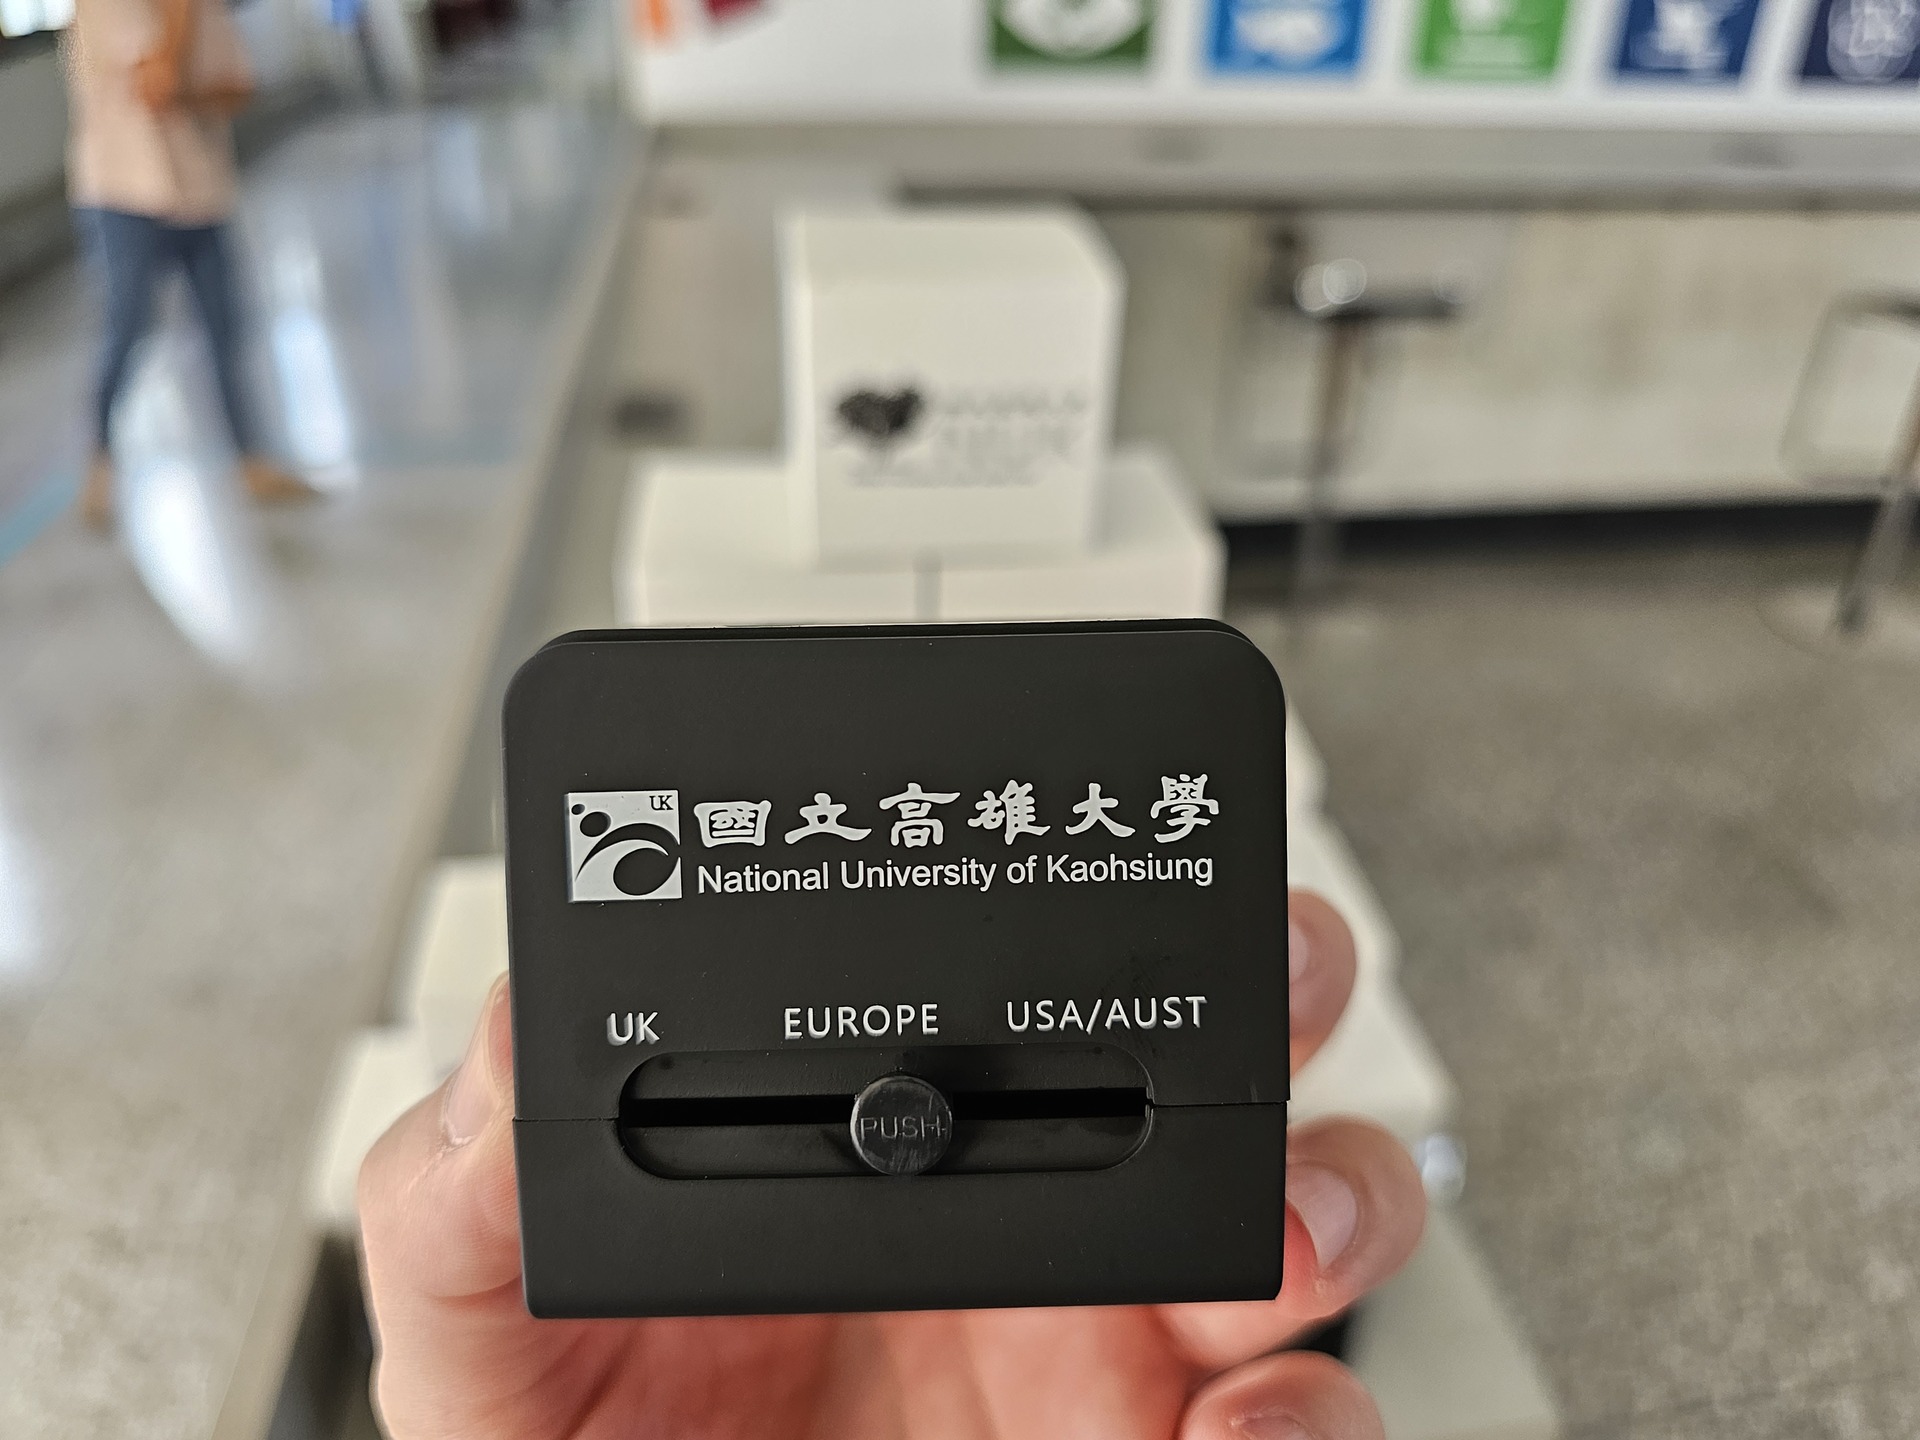 UK
國立高雄大學
National University of Kaohsiung
UK EUROPE USA/AUST
PUSH